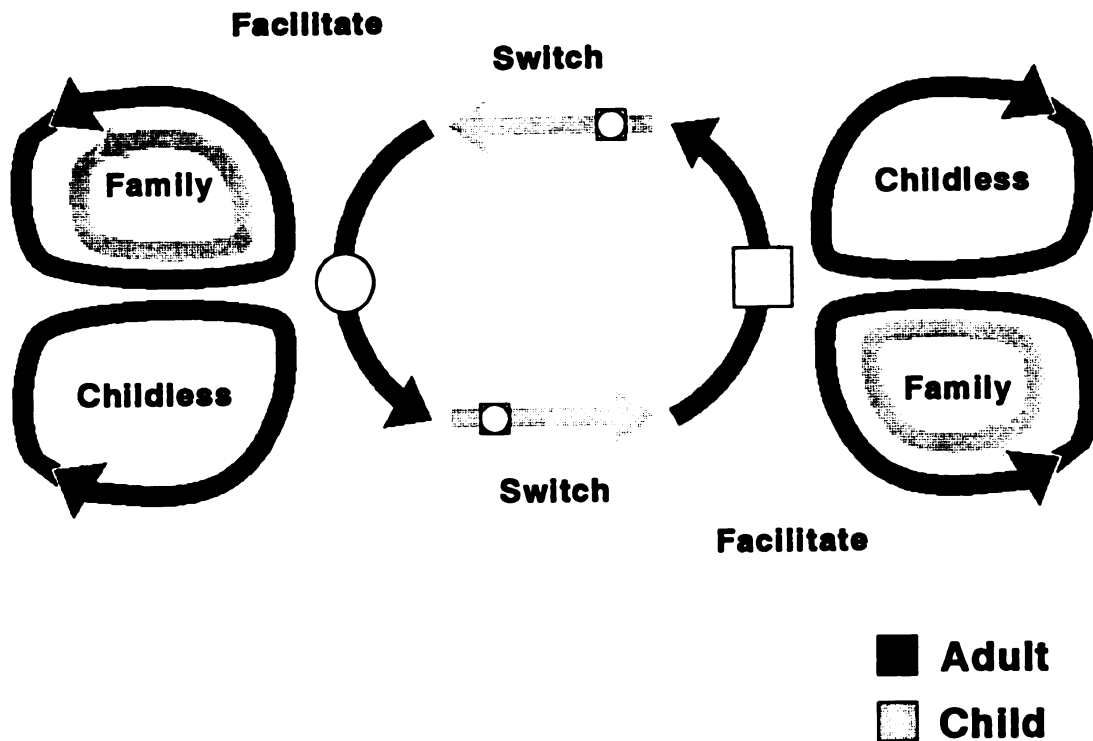 Facilitate
Switch
Family
Childless
Childless
Family
Switch
Facilitate
Adult
Child